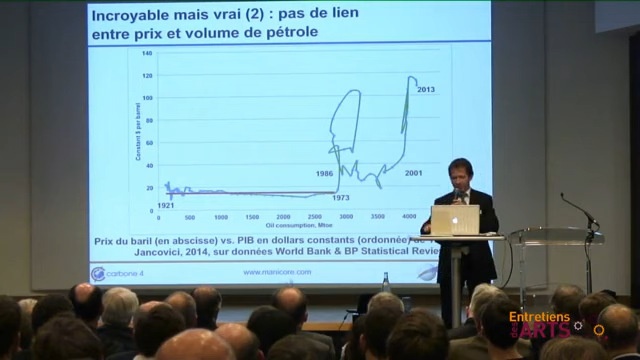 Incroyable mais vrai (2) : pas de lien
entre prix et volume de pétrole
140
120
100
80
60
40
20
0
Constant $ per barrel
2013
1986
2001
1921
1973
0
500
1000
1500
2000
2500
3000
3500
4000
Oil consumption, Mtoe
Prix du baril (en abscisse) vs. PIB en dollars constants (ordonnée) de
Jancovici, 2014, sur données World Bank & BP Statistical Review
carbone 4
www.manicore.com
Entretiens
ARTS